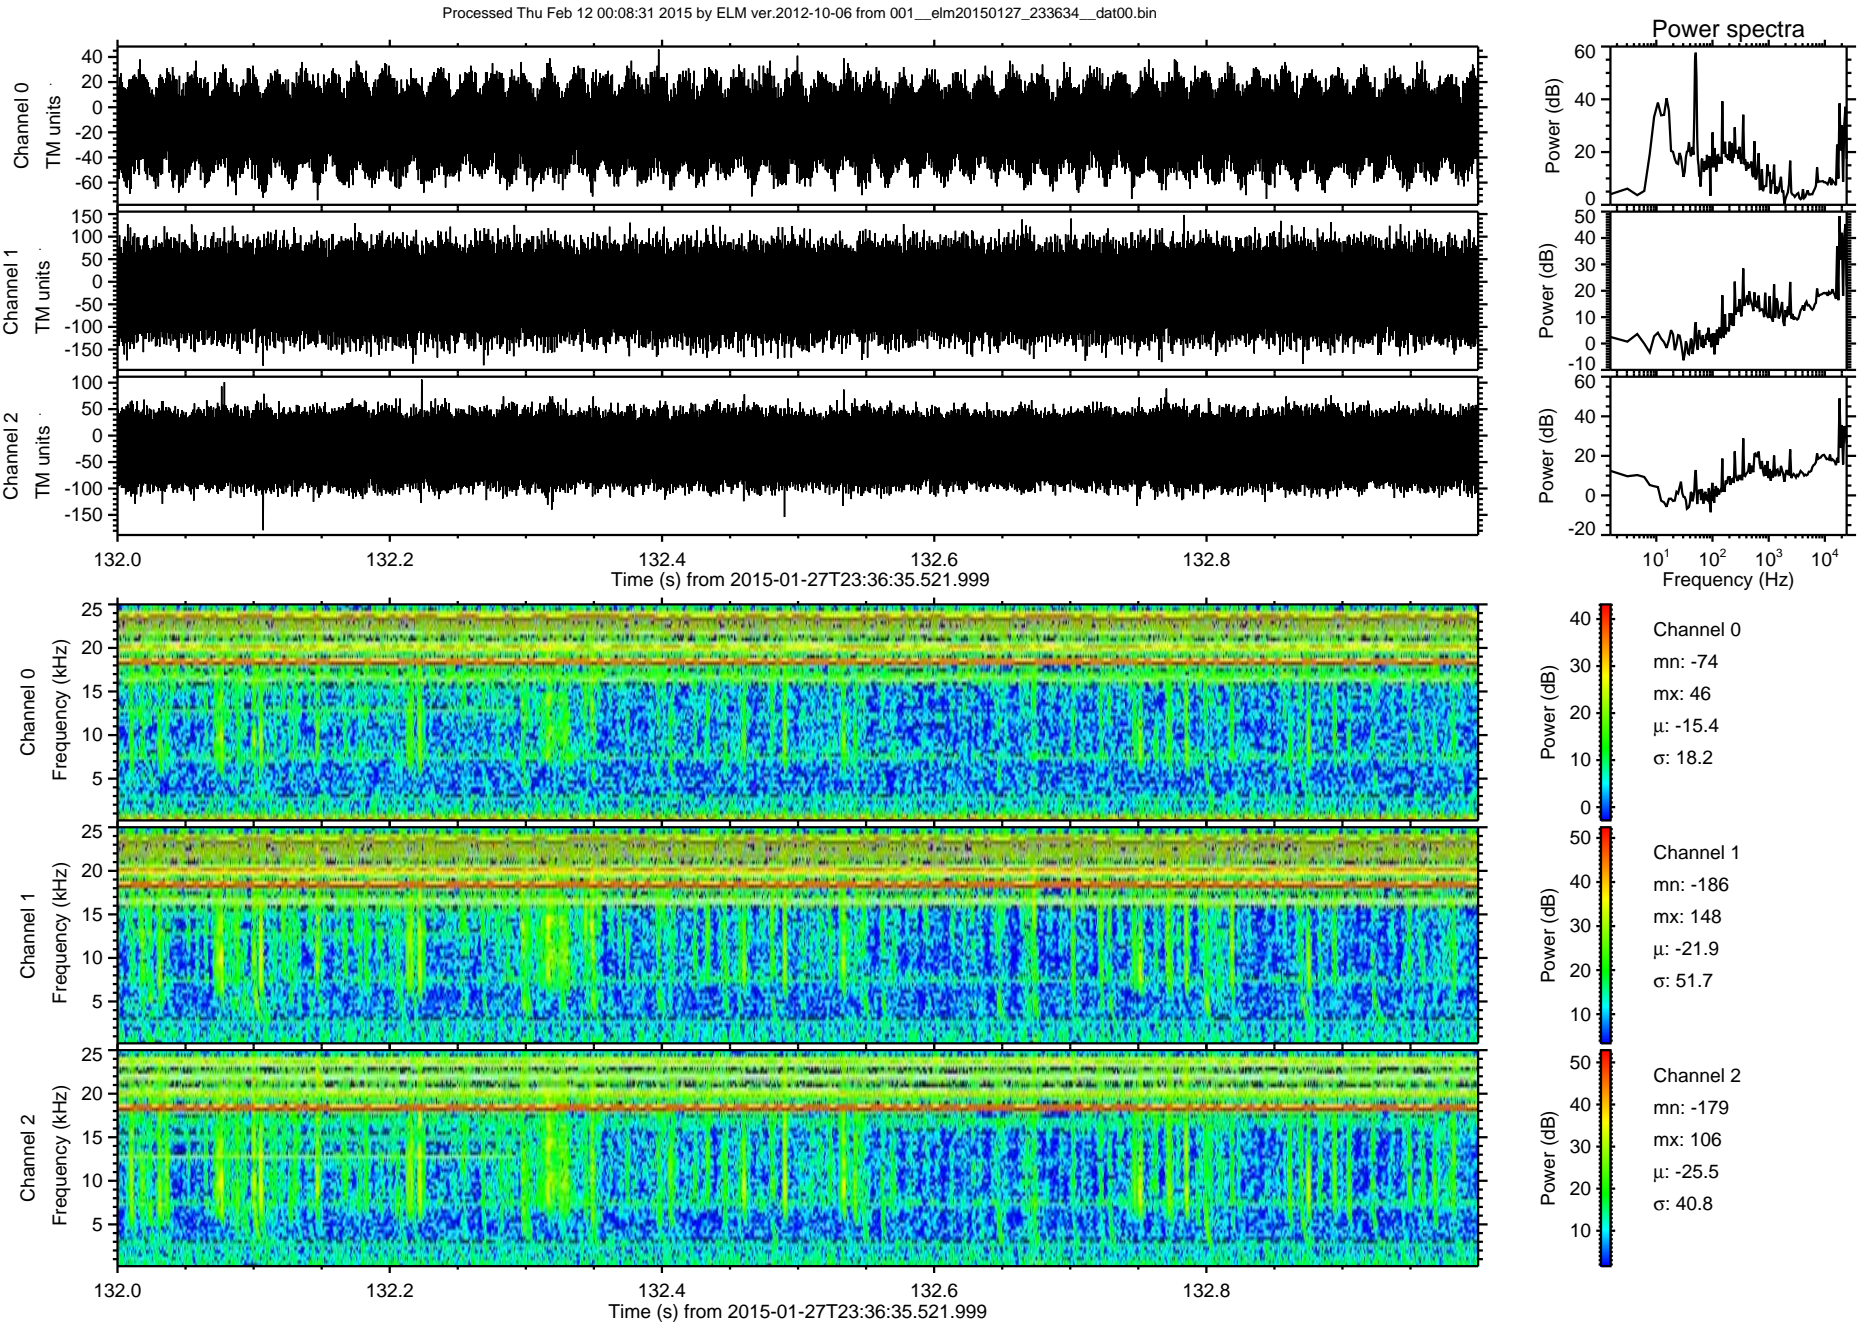 Processed Thu Feb 12 00:08:31 2015 by ELM ver.2012-10-06 from 001__elm20150127_233634__dat00.bin
Power spectra
Channel 0
TM units
40
20
0
-20
-40
-60
Power (dB)
60
40
20
0
Channel 1
TM units
150
100
50
0
-50
-100
-150
Power (dB)
50
40
30
20
10
0
-10
Channel 2
TM units
100
50
0
-50
-100
-150
Power (dB)
60
40
20
0
-20
132.0 132.2 132.4 132.6 132.8
Time (s) from 2015-01-27T23:36:35.521.999
10^1 10^2 10^3 10^4
Frequency (Hz)
Channel 0
Frequency (kHz)
25
20
15
10
5
Power (dB)
40
30
20
10
0
Channel 0
mn: -74
mx: 46
μ: -15.4
σ: 18.2
Channel 1
Frequency (kHz)
25
20
15
10
5
Power (dB)
50
40
30
20
10
Channel 1
mn: -186
mx: 148
μ: -21.9
σ: 51.7
Channel 2
Frequency (kHz)
25
20
15
10
5
Power (dB)
50
40
30
20
10
Channel 2
mn: -179
mx: 106
μ: -25.5
σ: 40.8
132.0 132.2 132.4 132.6 132.8
Time (s) from 2015-01-27T23:36:35.521.999